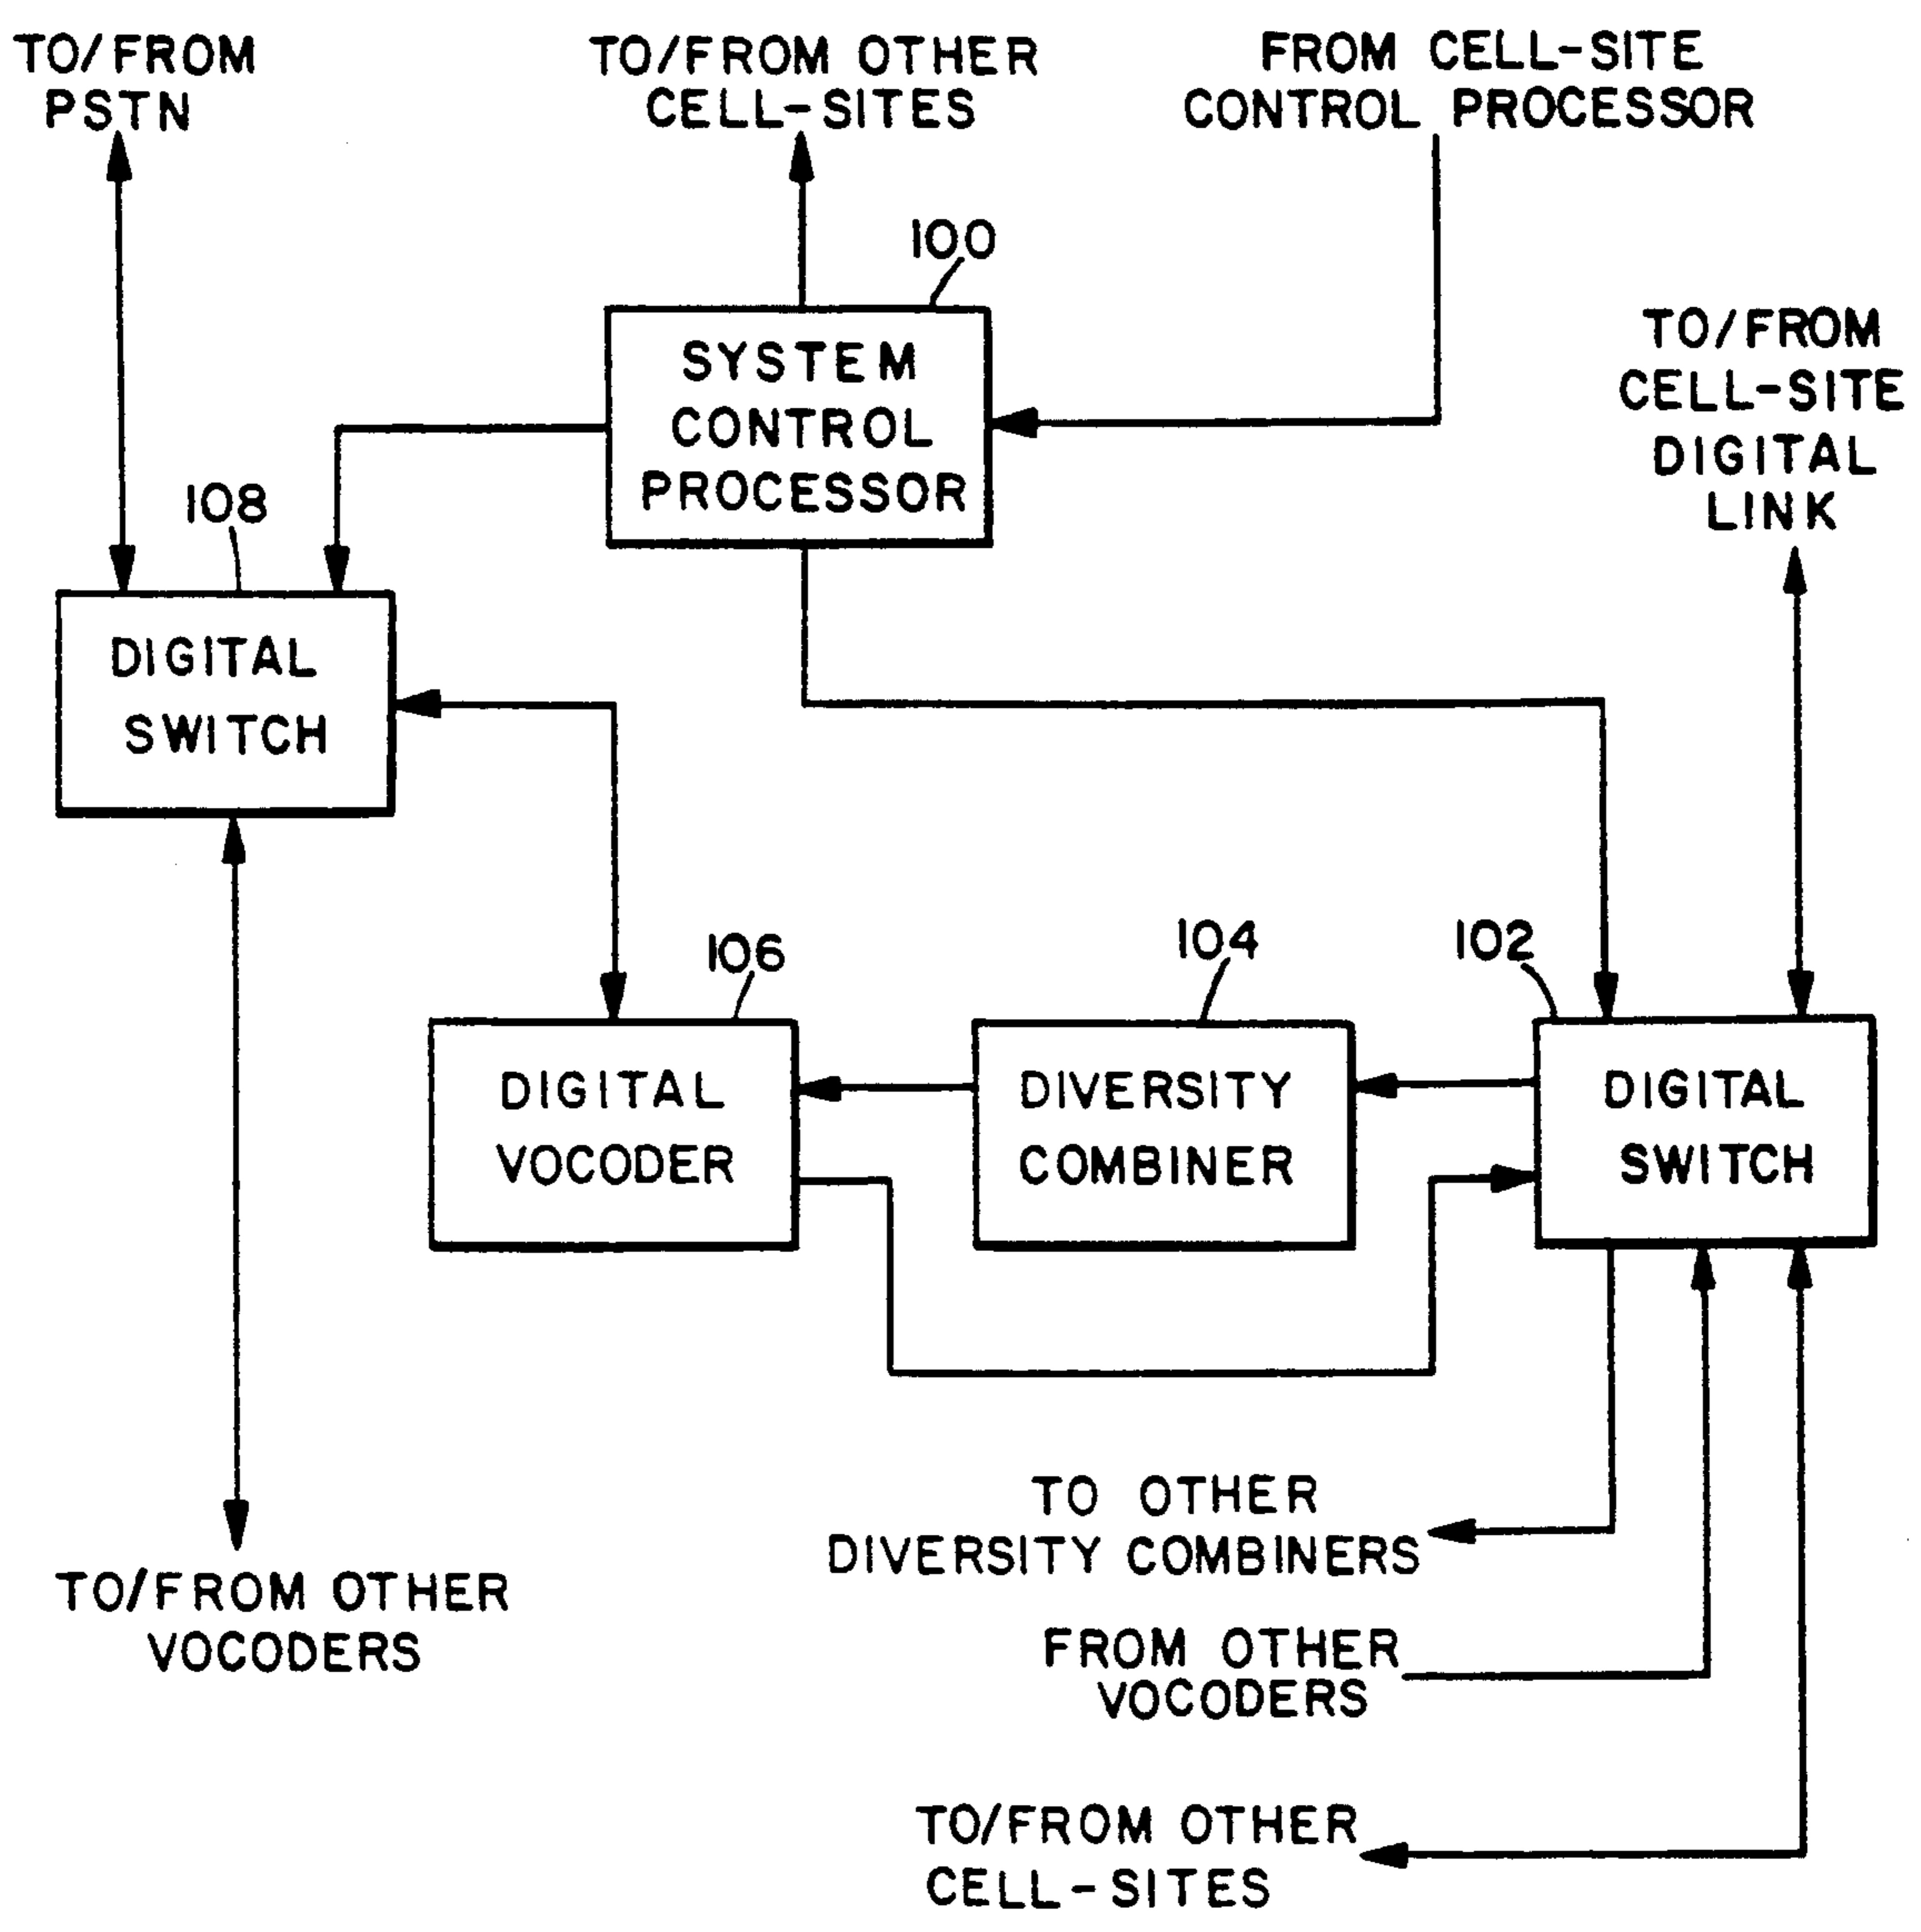 TO/FROM
PSTN
TO/FROM OTHER
CELL-SITES
FROM CELL-SITE
CONTROL PROCESSOR
100
SYSTEM
CONTROL
PROCESSOR
TO/FROM
CELL-SITE
DIGITAL
LINK
108
DIGITAL
SWITCH
106
DIGITAL
VOCODER
104
DIVERSITY
COMBINER
102
DIGITAL
SWITCH
TO OTHER
DIVERSITY COMBINERS
TO/FROM OTHER
VOCODERS
FROM OTHER
VOCODERS
TO/FROM OTHER
CELL-SITES